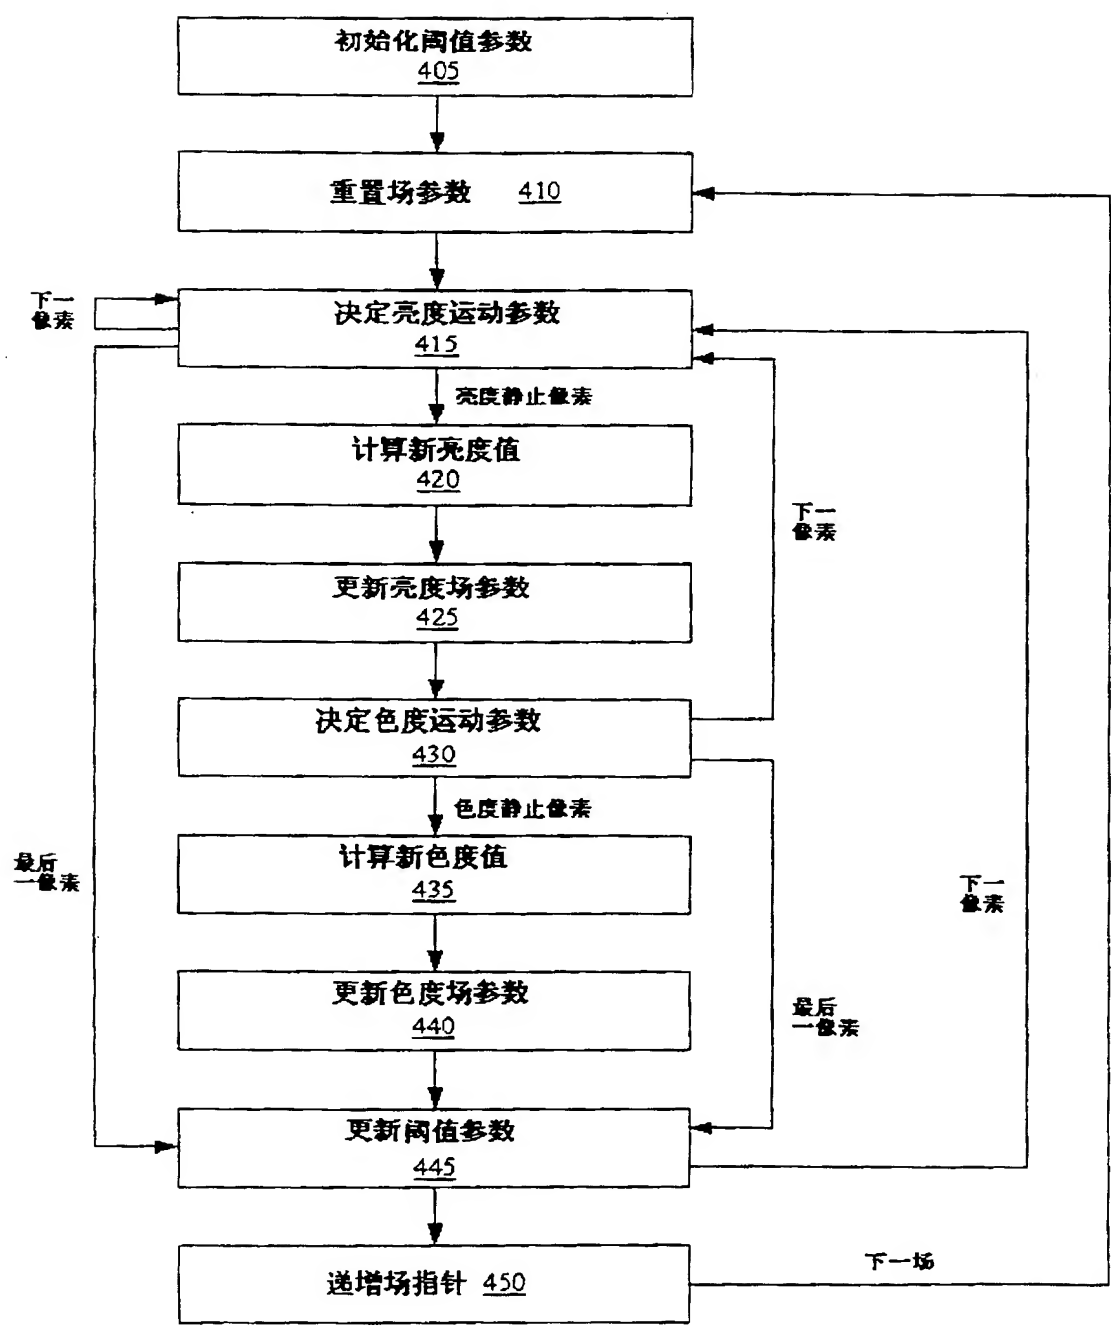 初始化阈值参数
405
重置场参数 410
下一
像素
决定亮度运动参数
415
亮度静止像素
计算新亮度值
420
下一
像素
更新亮度场参数
425
决定色度运动参数
430
色度静止像素
计算新色度值
435
最后
一像素
下一
像素
更新色度场参数
440
最后
一像素
更新阈值参数
445
下一场
递增场指针 450